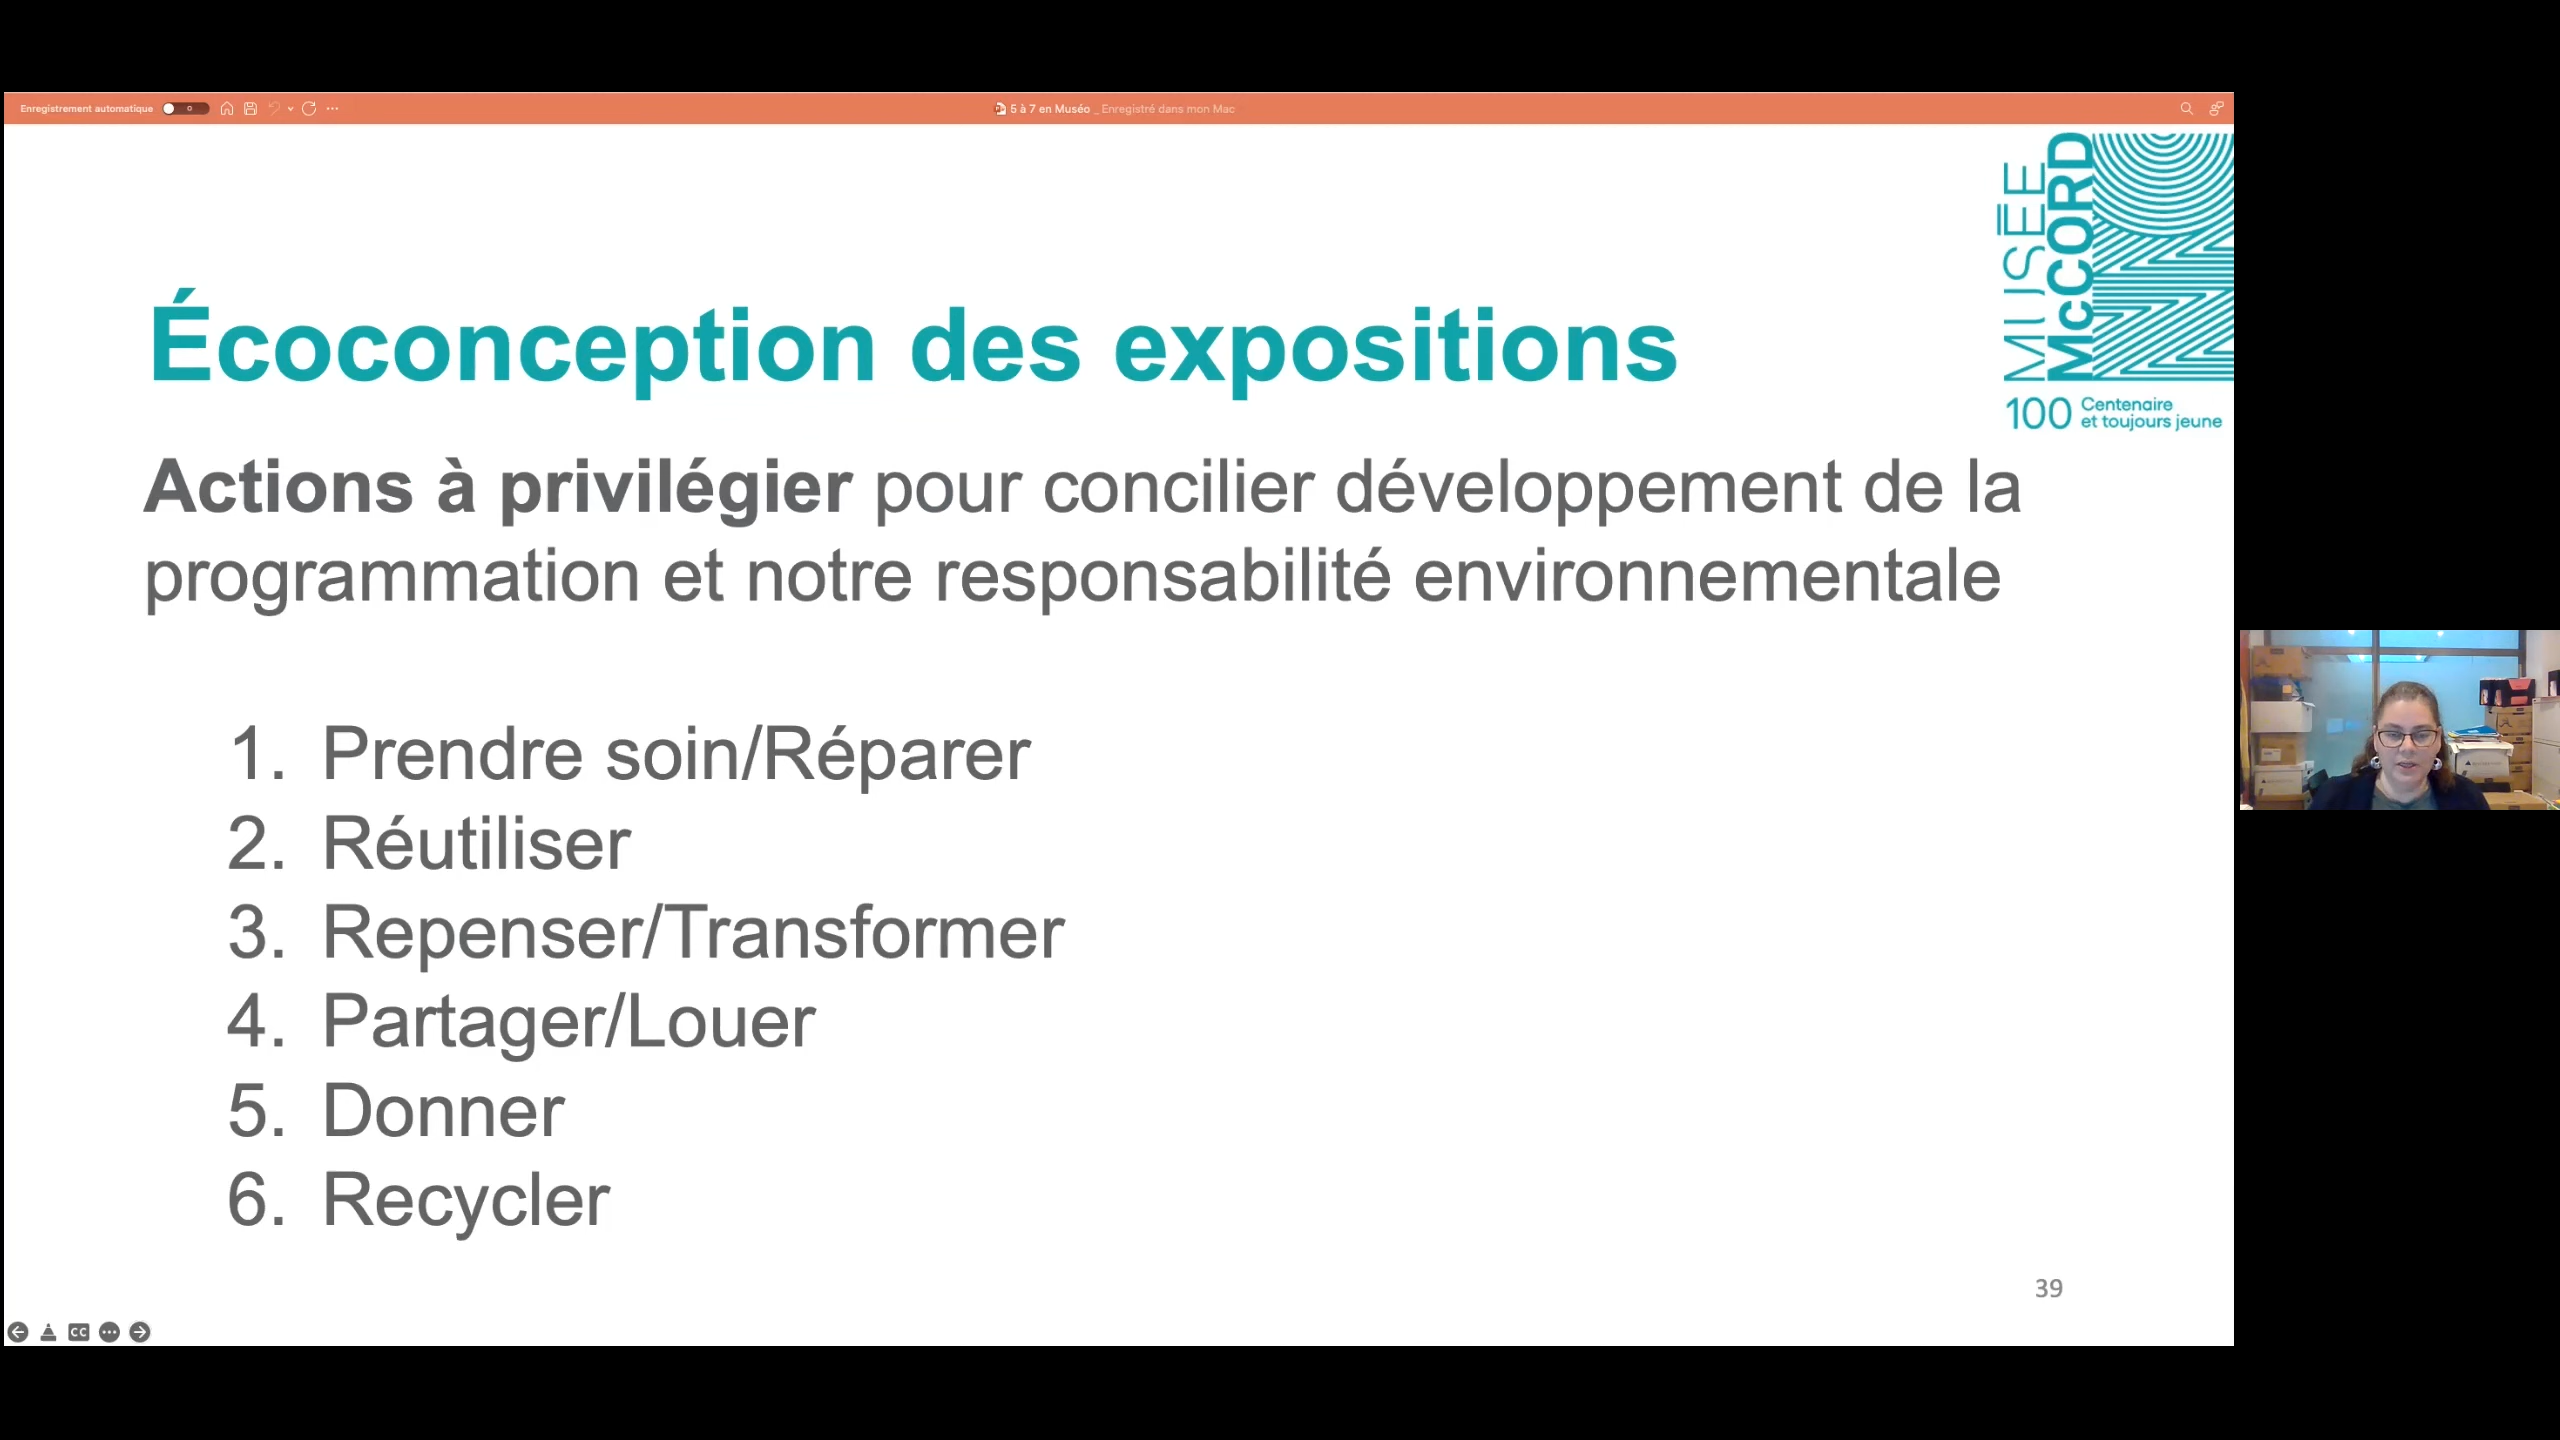 Enregistrement automatique
5 à 7 en Muséo _ Enregistré dans mon Mac
MUSÉE
McCORD
100 Centenaire
et toujours jeune
Écoconception des expositions
Actions à privilégier pour concilier développement de la
programmation et notre responsabilité environnementale
1. Prendre soin/Réparer
2. Réutiliser
3. Repenser/Transformer
4. Partager/Louer
5. Donner
6. Recycler
39
CC